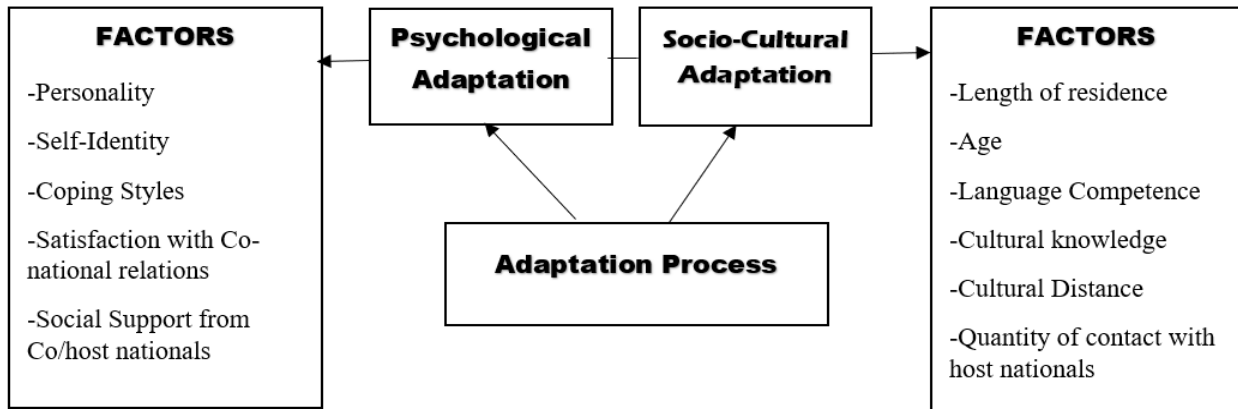 FACTORS
-Personality
-Self-Identity
-Coping Styles
-Satisfaction with Co-
national relations
-Social Support from
Co/host nationals
Psychological
Adaptation
Socio-Cultural
Adaptation
Adaptation Process
FACTORS
-Length of residence
-Age
-Language Competence
-Cultural knowledge
-Cultural Distance
-Quantity of contact with
host nationals